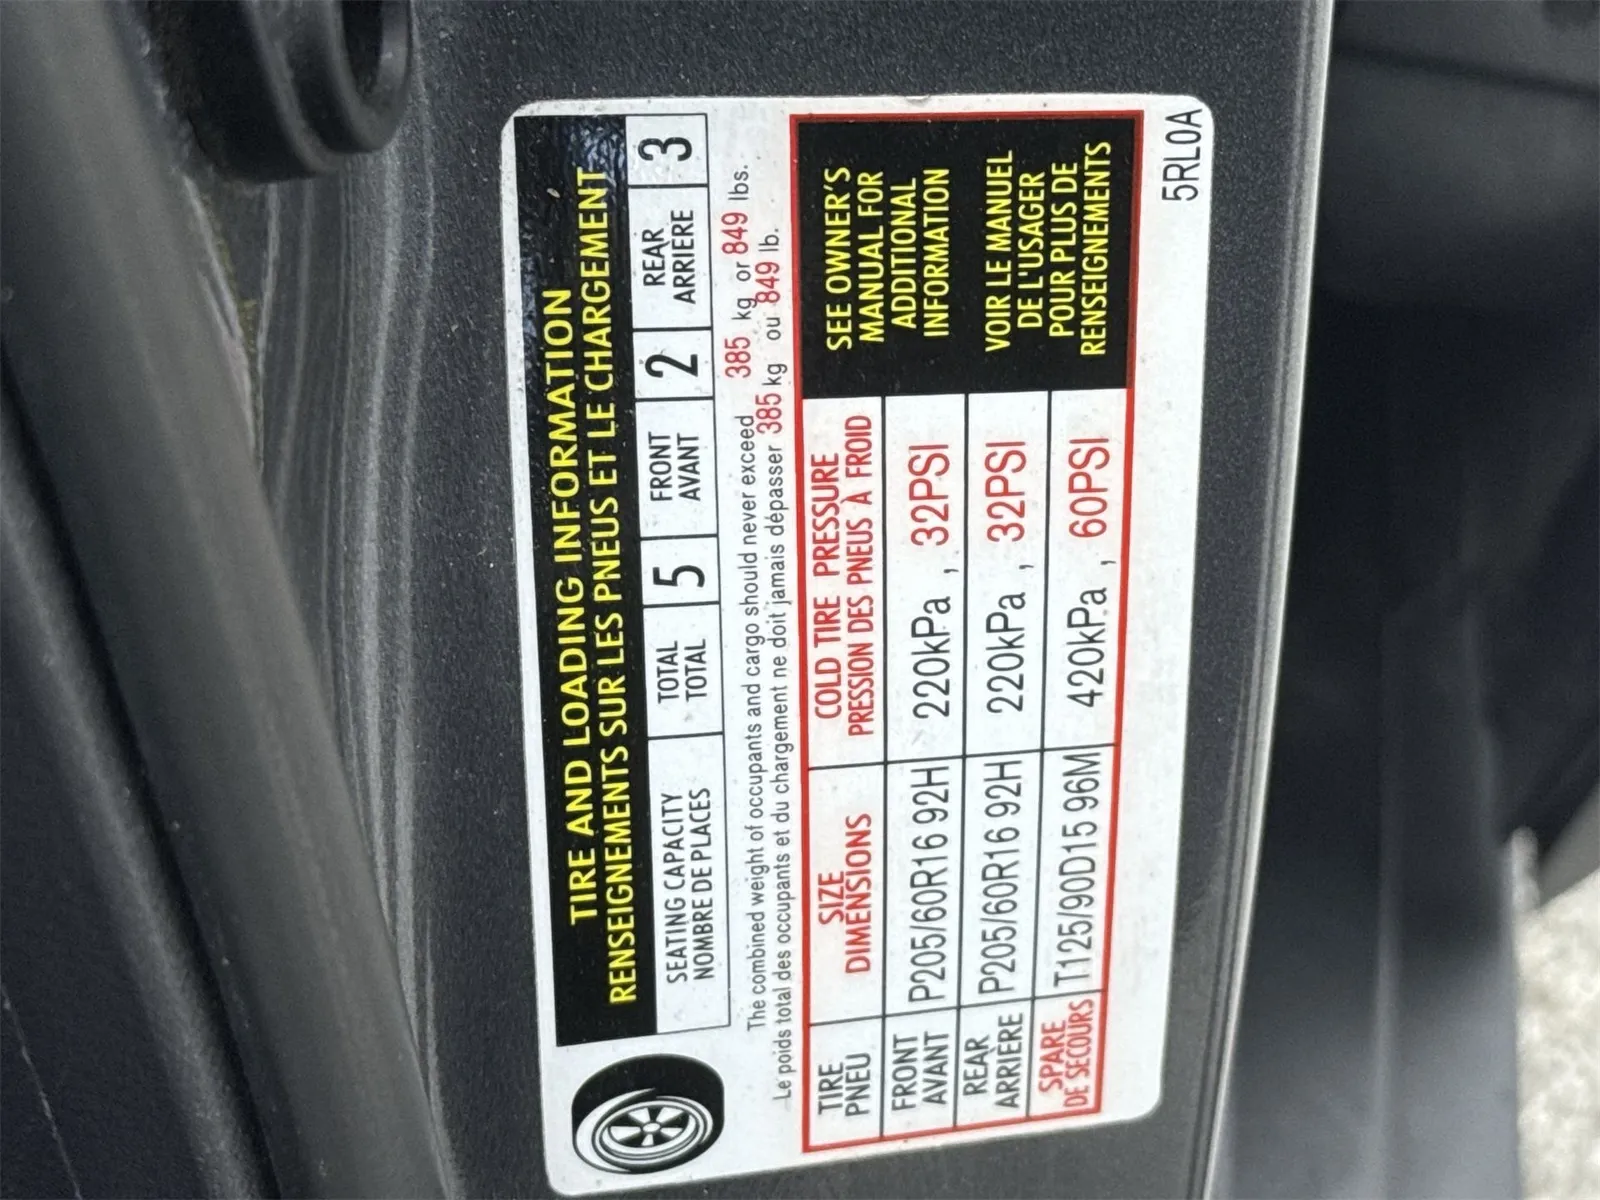 TIRE AND LOADING INFORMATION
RENSEIGNEMENTS SUR LES PNEUS ET LE CHARGEMENT
SEATING CAPACITY
NOMBRE DE PLACES
TOTAL
TOTAL
5
FRONT
AVANT
2
REAR
ARRIERE
3
The combined weight of occupants and cargo should never exceed 385 kg or 849 lbs.
Le poids total des occupants et du chargement ne doit jamais dépasser 385 kg ou 849 lb.
TIRE
PNEU
SIZE
DIMENSIONS
COLD TIRE PRESSURE
PRESSION DES PNEUS À FROID
FRONT
AVANT
P205/60R16 92H
220kPa , 32PSI
REAR
ARRIERE
P205/60R16 92H
220kPa , 32PSI
SPARE
DE SECOURS
T125/90D15 96M
420kPa , 60PSI
SEE OWNER'S
MANUAL FOR
ADDITIONAL
INFORMATION
VOIR LE MANUEL
DE L'USAGER
POUR PLUS DE
RENSEIGNEMENTS
5RL0A